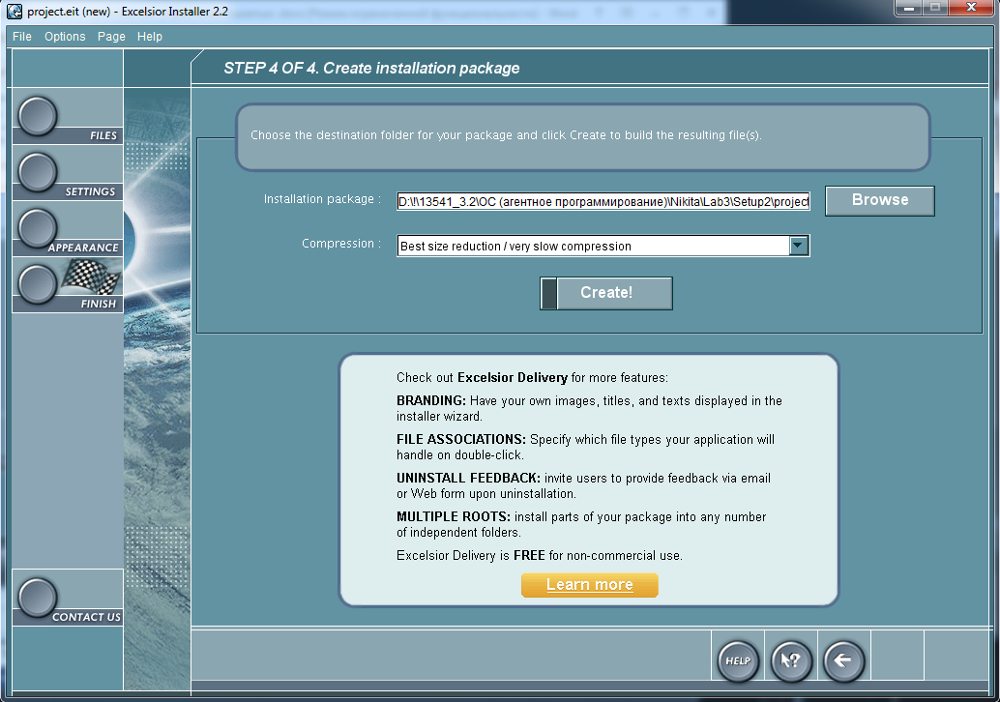 project.eit (new) - Excelsior Installer 2.2
File Options Page Help
STEP 4 OF 4. Create installation package
FILES
SETTINGS
APPEARANCE
FINISH
Choose the destination folder for your package and click Create to build the resulting file(s).
Installation package : D:\!\13541_3.2\ОС (агентное программирование)\Nikita\Lab3\Setup2\project Browse
Compression : Best size reduction / very slow compression
Create!
Check out Excelsior Delivery for more features:
BRANDING: Have your own images, titles, and texts displayed in the
installer wizard.
FILE ASSOCIATIONS: Specify which file types your application will
handle on double-click.
UNINSTALL FEEDBACK: invite users to provide feedback via email
or Web form upon uninstallation.
MULTIPLE ROOTS: install parts of your package into any number
of independent folders.
Excelsior Delivery is FREE for non-commercial use.
Learn more
CONTACT US
HELP ?